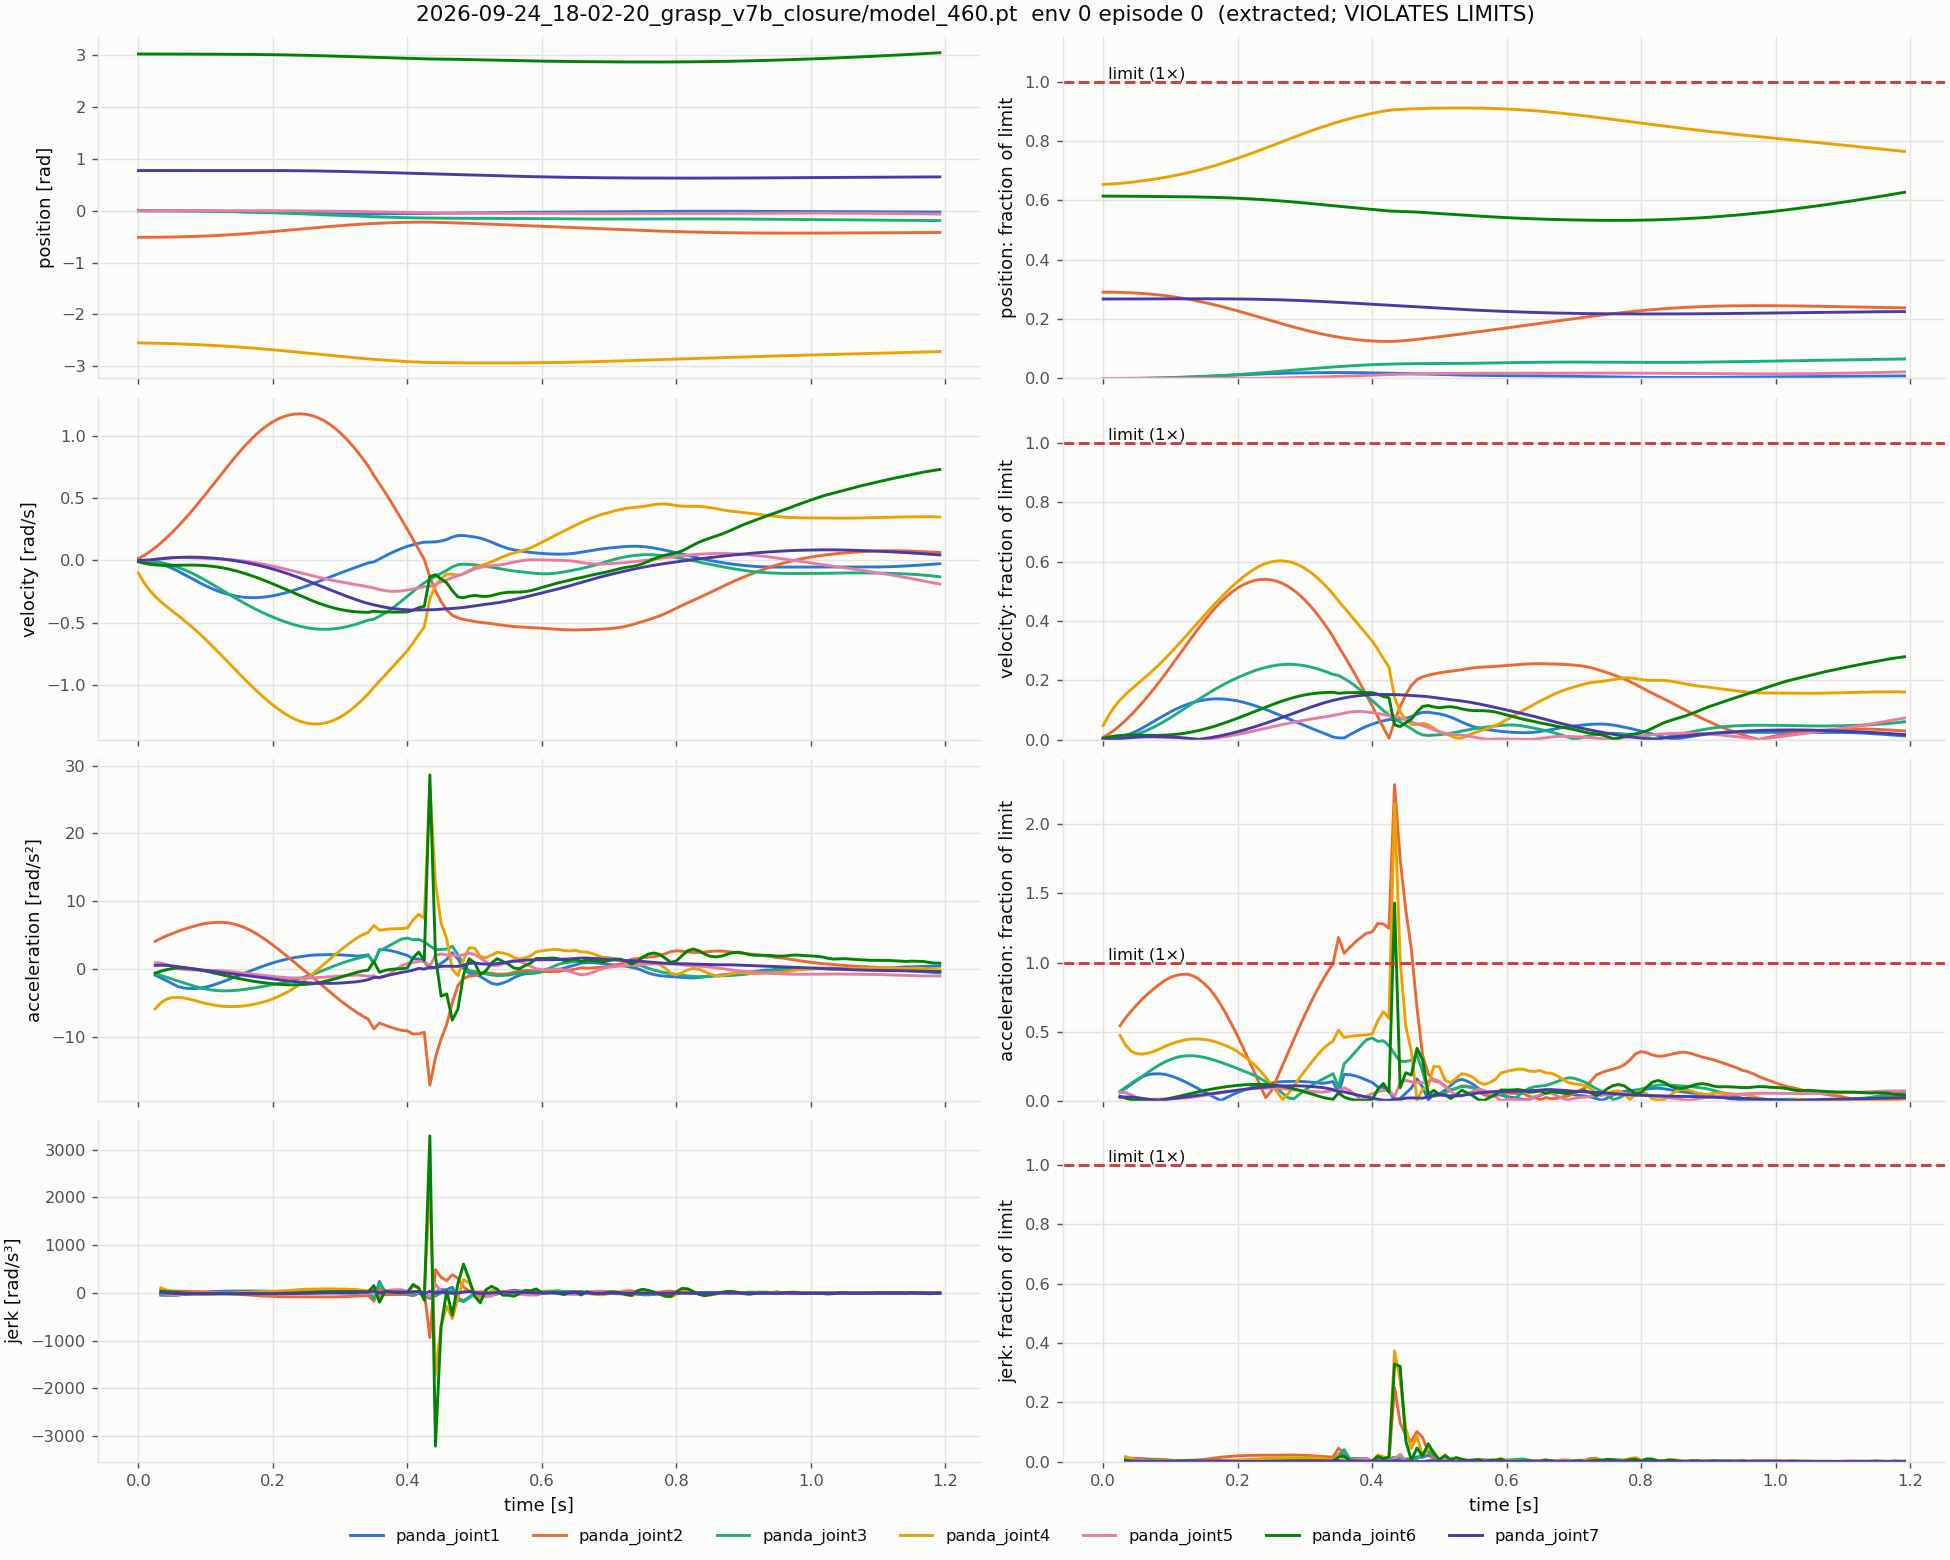 2026-09-24_18-02-20_grasp_v7b_closure/model_460.pt  env 0 episode 0  (extracted; VIOLATES LIMITS)
position [rad]
3
2
1
0
−1
−2
−3
position: fraction of limit
1.0
0.8
0.6
0.4
0.2
0.0
limit (1×)
velocity [rad/s]
1.0
0.5
0.0
−0.5
−1.0
velocity: fraction of limit
1.0
0.8
0.6
0.4
0.2
0.0
limit (1×)
acceleration [rad/s²]
30
20
10
0
−10
acceleration: fraction of limit
2.0
1.5
1.0
0.5
0.0
limit (1×)
jerk [rad/s³]
3000
2000
1000
0
−1000
−2000
−3000
0.0 0.2 0.4 0.6 0.8 1.0 1.2
time [s]
jerk: fraction of limit
1.0
0.8
0.6
0.4
0.2
0.0
limit (1×)
0.0 0.2 0.4 0.6 0.8 1.0 1.2
time [s]
panda_joint1 panda_joint2 panda_joint3 panda_joint4 panda_joint5 panda_joint6 panda_joint7